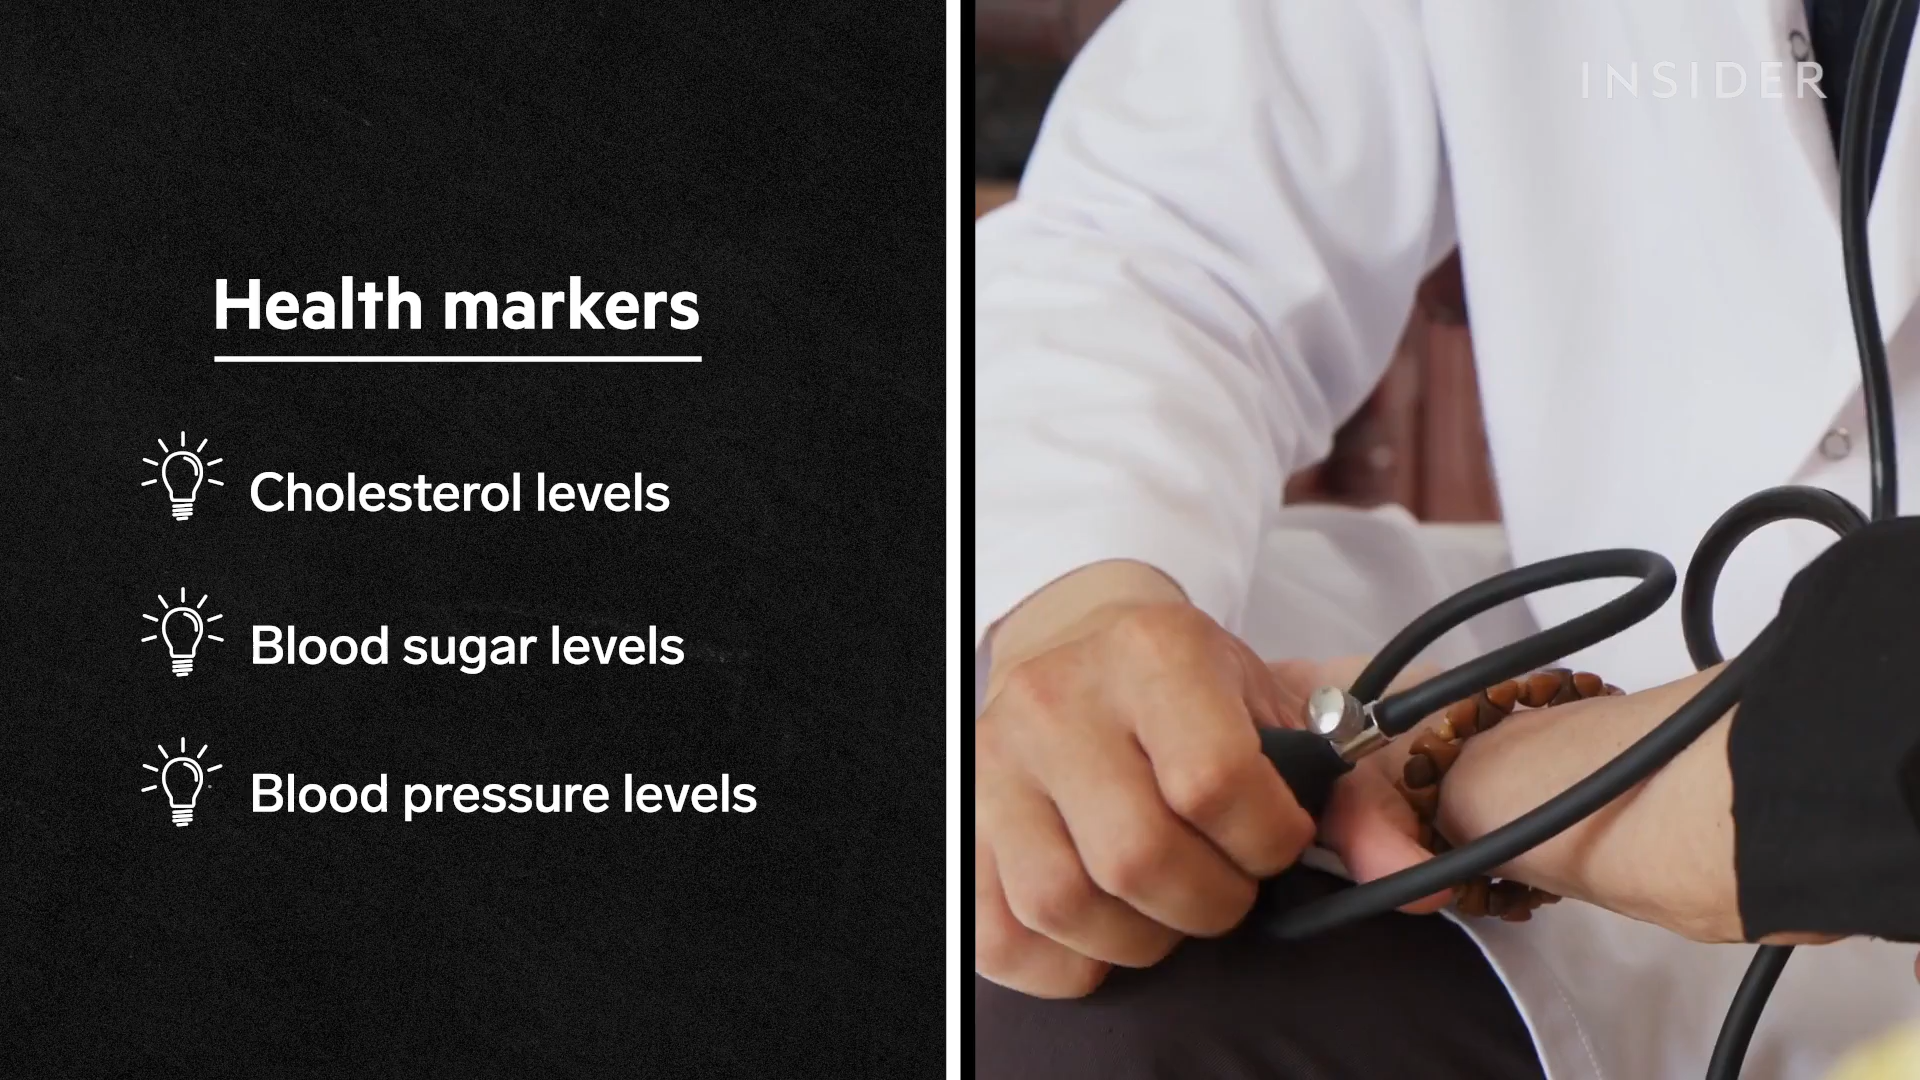 Health markers
Cholesterol levels
Blood sugar levels
Blood pressure levels
INSIDER